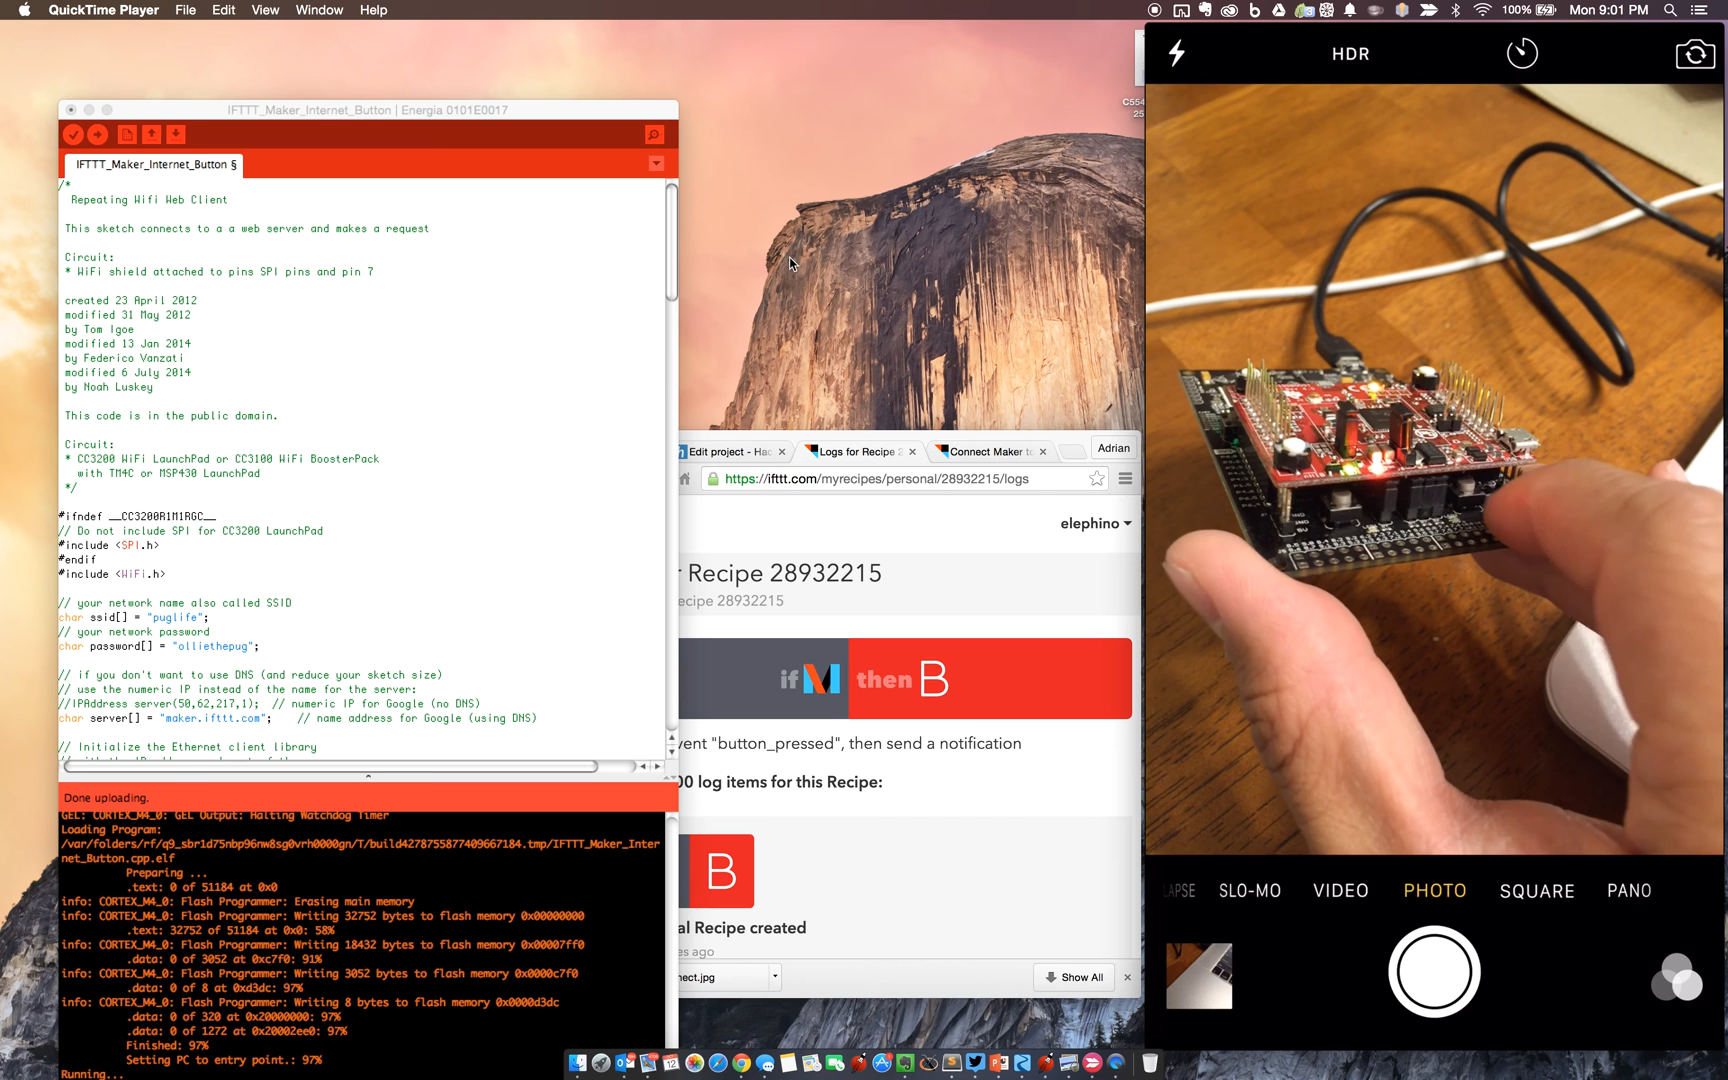 QuickTime Player File Edit View Window Help
100% Mon 9:01 PM
IFTTT_Maker_Internet_Button | Energia 0101E0017
IFTTT_Maker_Internet_Button §
/*
Repeating Wifi Web Client
This sketch connects to a a web server and makes a request
Circuit:
* WiFi shield attached to pins SPI pins and pin 7
created 23 April 2012
modified 31 May 2012
by Tom Igoe
modified 13 Jan 2014
by Federico Vanzati
modified 6 July 2014
by Noah Luskey
This code is in the public domain.
Circuit:
* CC3200 WiFi LaunchPad or CC3100 WiFi BoosterPack
with TM4C or MSP430 LaunchPad
*/
#ifndef __CC3200R1M1RGC__
// Do not include SPI for CC3200 LaunchPad
#include <SPI.h>
#endif
#include <WiFi.h>
// your network name also called SSID
char ssid[] = "puglife";
// your network password
char password[] = "olliethepug";
// if you don't want to use DNS (and reduce your sketch size)
// use the numeric IP instead of the name for the server:
//IPAddress server(50,62,217,1); // numeric IP for Google (no DNS)
char server[] = "maker.ifttt.com"; // name address for Google (using DNS)
// Initialize the Ethernet client library
Done uploading.
GEL: CORTEX_M4_0: GEL Output: Halting Watchdog Timer
Loading Program:
/var/folders/rf/q9_sbr1d75nbp96nw8sg0vrh0000gn/T/build4278755877409667184.tmp/IFTTT_Maker_Inter
net_Button.cpp.elf
Preparing ...
.text: 0 of 51184 at 0x0
info: CORTEX_M4_0: Flash Programmer: Erasing main memory
info: CORTEX_M4_0: Flash Programmer: Writing 32752 bytes to flash memory 0x00000000
.text: 32752 of 51184 at 0x0: 58%
info: CORTEX_M4_0: Flash Programmer: Writing 18432 bytes to flash memory 0x00007ff0
.data: 0 of 3052 at 0xc7f0: 91%
info: CORTEX_M4_0: Flash Programmer: Writing 3052 bytes to flash memory 0x0000c7f0
.data: 0 of 8 at 0xd3dc: 97%
info: CORTEX_M4_0: Flash Programmer: Writing 8 bytes to flash memory 0x0000d3dc
.data: 0 of 320 at 0x20000000: 97%
.data: 0 of 1272 at 0x20002ee0: 97%
Finished: 97%
Setting PC to entry point.: 97%
Running...
C554
25
Edit project - Hac
Logs for Recipe 2
Connect Maker to
Adrian
https://ifttt.com/myrecipes/personal/28932215/logs
elephino
r Recipe 28932215
ecipe 28932215
if M then B
vent "button_pressed", then send a notification
00 log items for this Recipe:
B
al Recipe created
es ago
nect.jpg
Show All
HDR
LAPSE SLO-MO VIDEO PHOTO SQUARE PANO